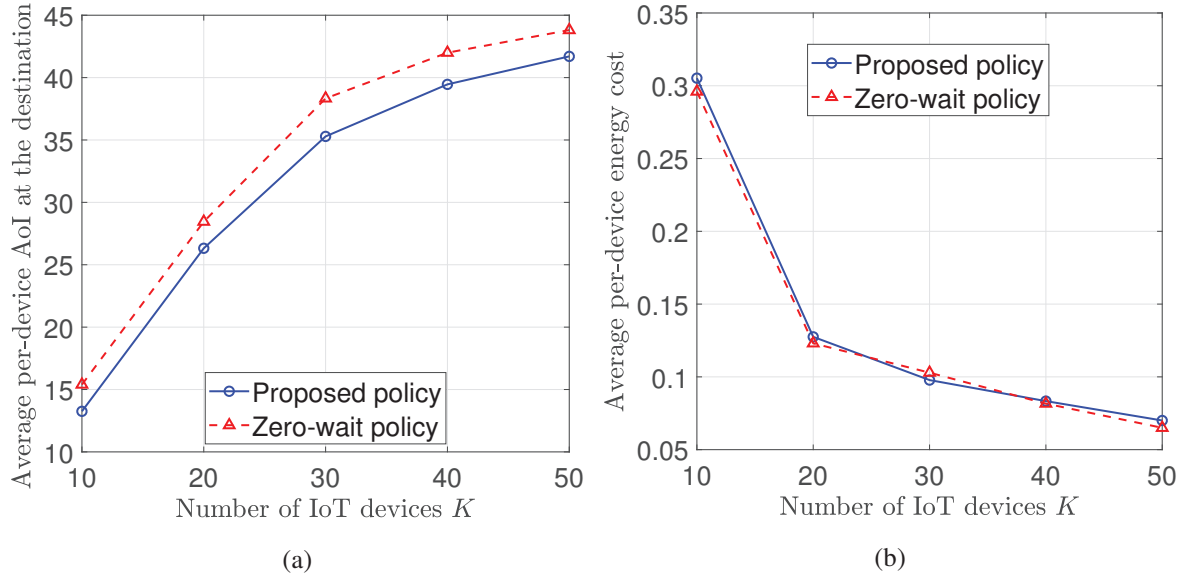 Average per-device AoI at the destination
45
40
35
30
25
20
15
10
10 20 30 40 50
Number of IoT devices K
Proposed policy
Zero-wait policy
(a)
Average per-device energy cost
0.35
0.3
0.25
0.2
0.15
0.1
0.05
10 20 30 40 50
Number of IoT devices K
Proposed policy
Zero-wait policy
(b)